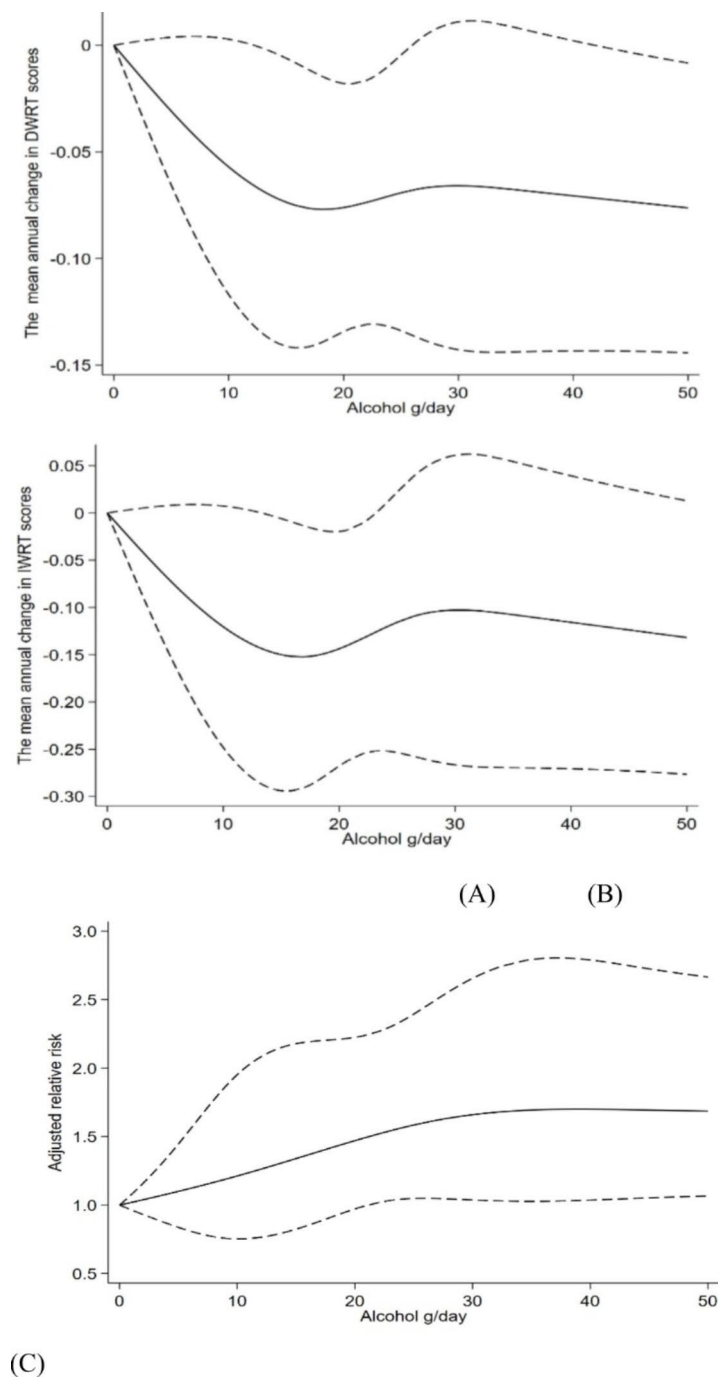 The mean annual change in DWRT scores
0
-0.05
-0.10
-0.15
0 10 20 30 40 50
Alcohol g/day
The mean annual change in IWRT scores
0.05
0
-0.05
-0.10
-0.15
-0.20
-0.25
-0.30
0 10 20 30 40 50
Alcohol g/day
(A) (B)
Adjusted relative risk
3.0
2.5
2.0
1.5
1.0
0.5
0 10 20 30 40 50
Alcohol g/day
(C)